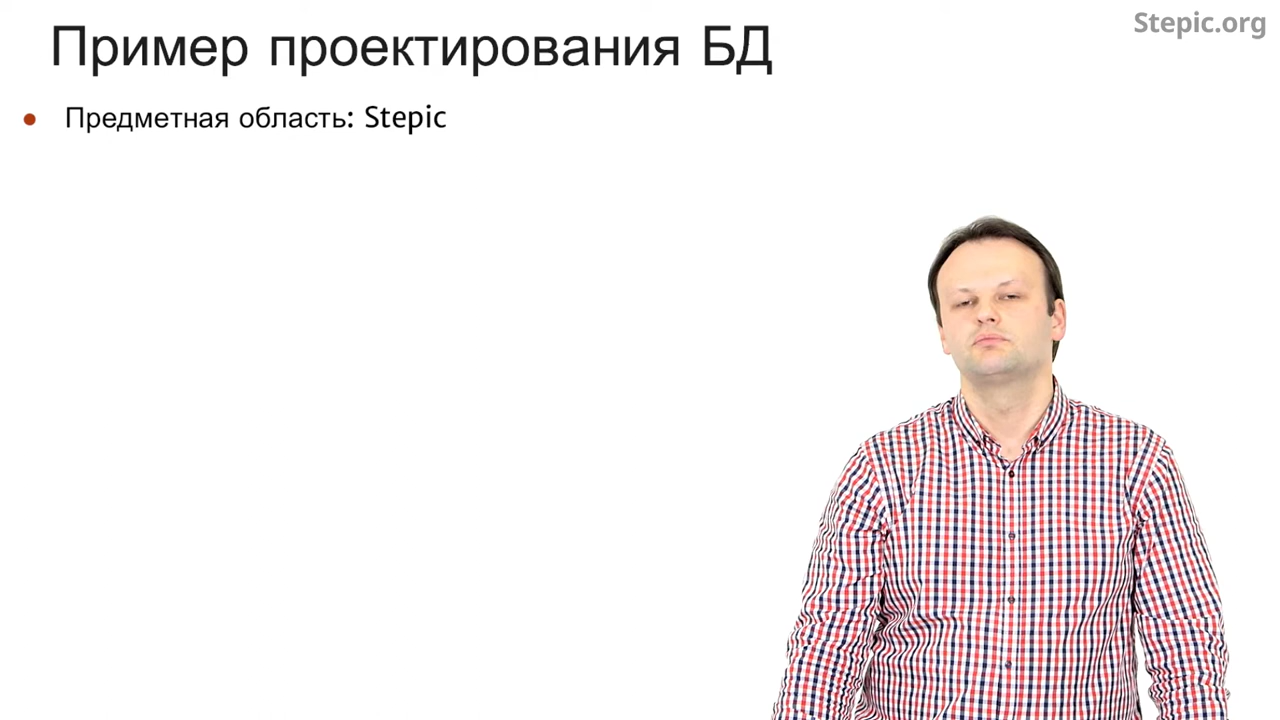 Stepic.org
Пример проектирования БД
Предметная область: Stepic